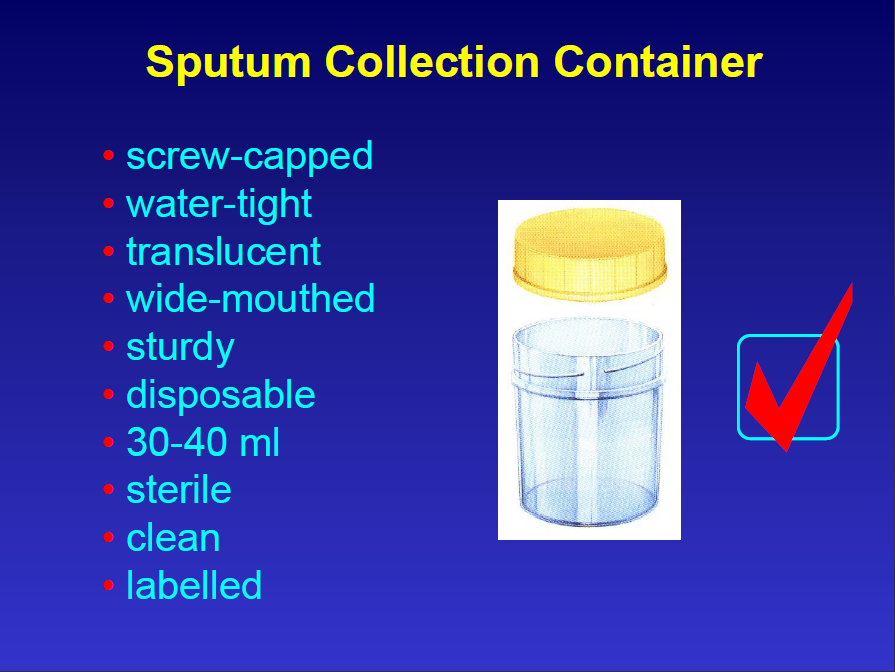 Sputum Collection Container
• screw-capped
• water-tight
• translucent
• wide-mouthed
• sturdy
• disposable
• 30-40 ml
• sterile
• clean
• labelled